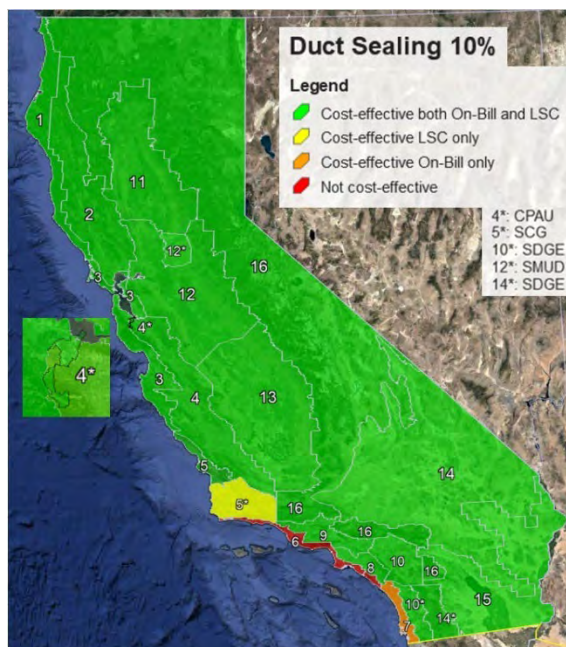 Duct Sealing 10%
Legend
Cost-effective both On-Bill and LSC
Cost-effective LSC only
Cost-effective On-Bill only
Not cost-effective
4*: CPAU
5*: SCG
10*: SDGE
12*: SMUD
14*: SDGE
1
11
2
12*
16
3
3
12
4*
4*
3
4
13
5
14
5*
16
6
9
16
8
10
16
10*
14*
15
7